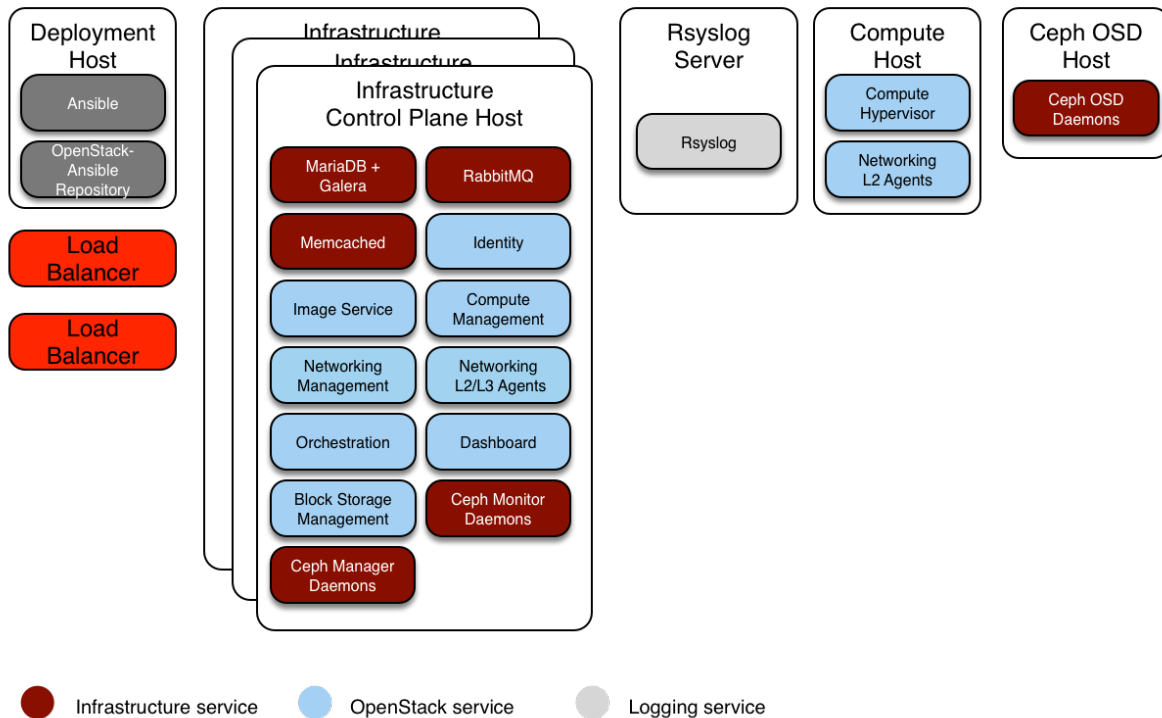 Deployment
Host
Ansible
OpenStack-
Ansible
Repository
Load
Balancer
Load
Balancer
Infrastructure
Infrastructure
Infrastructure
Control Plane Host
MariaDB +
Galera
RabbitMQ
Memcached
Identity
Image Service
Compute
Management
Networking
Management
Networking
L2/L3 Agents
Orchestration
Dashboard
Block Storage
Management
Ceph Monitor
Daemons
Ceph Manager
Daemons
Rsyslog
Server
Rsyslog
Compute
Host
Compute
Hypervisor
Networking
L2 Agents
Ceph OSD
Host
Ceph OSD
Daemons
Infrastructure service
OpenStack service
Logging service